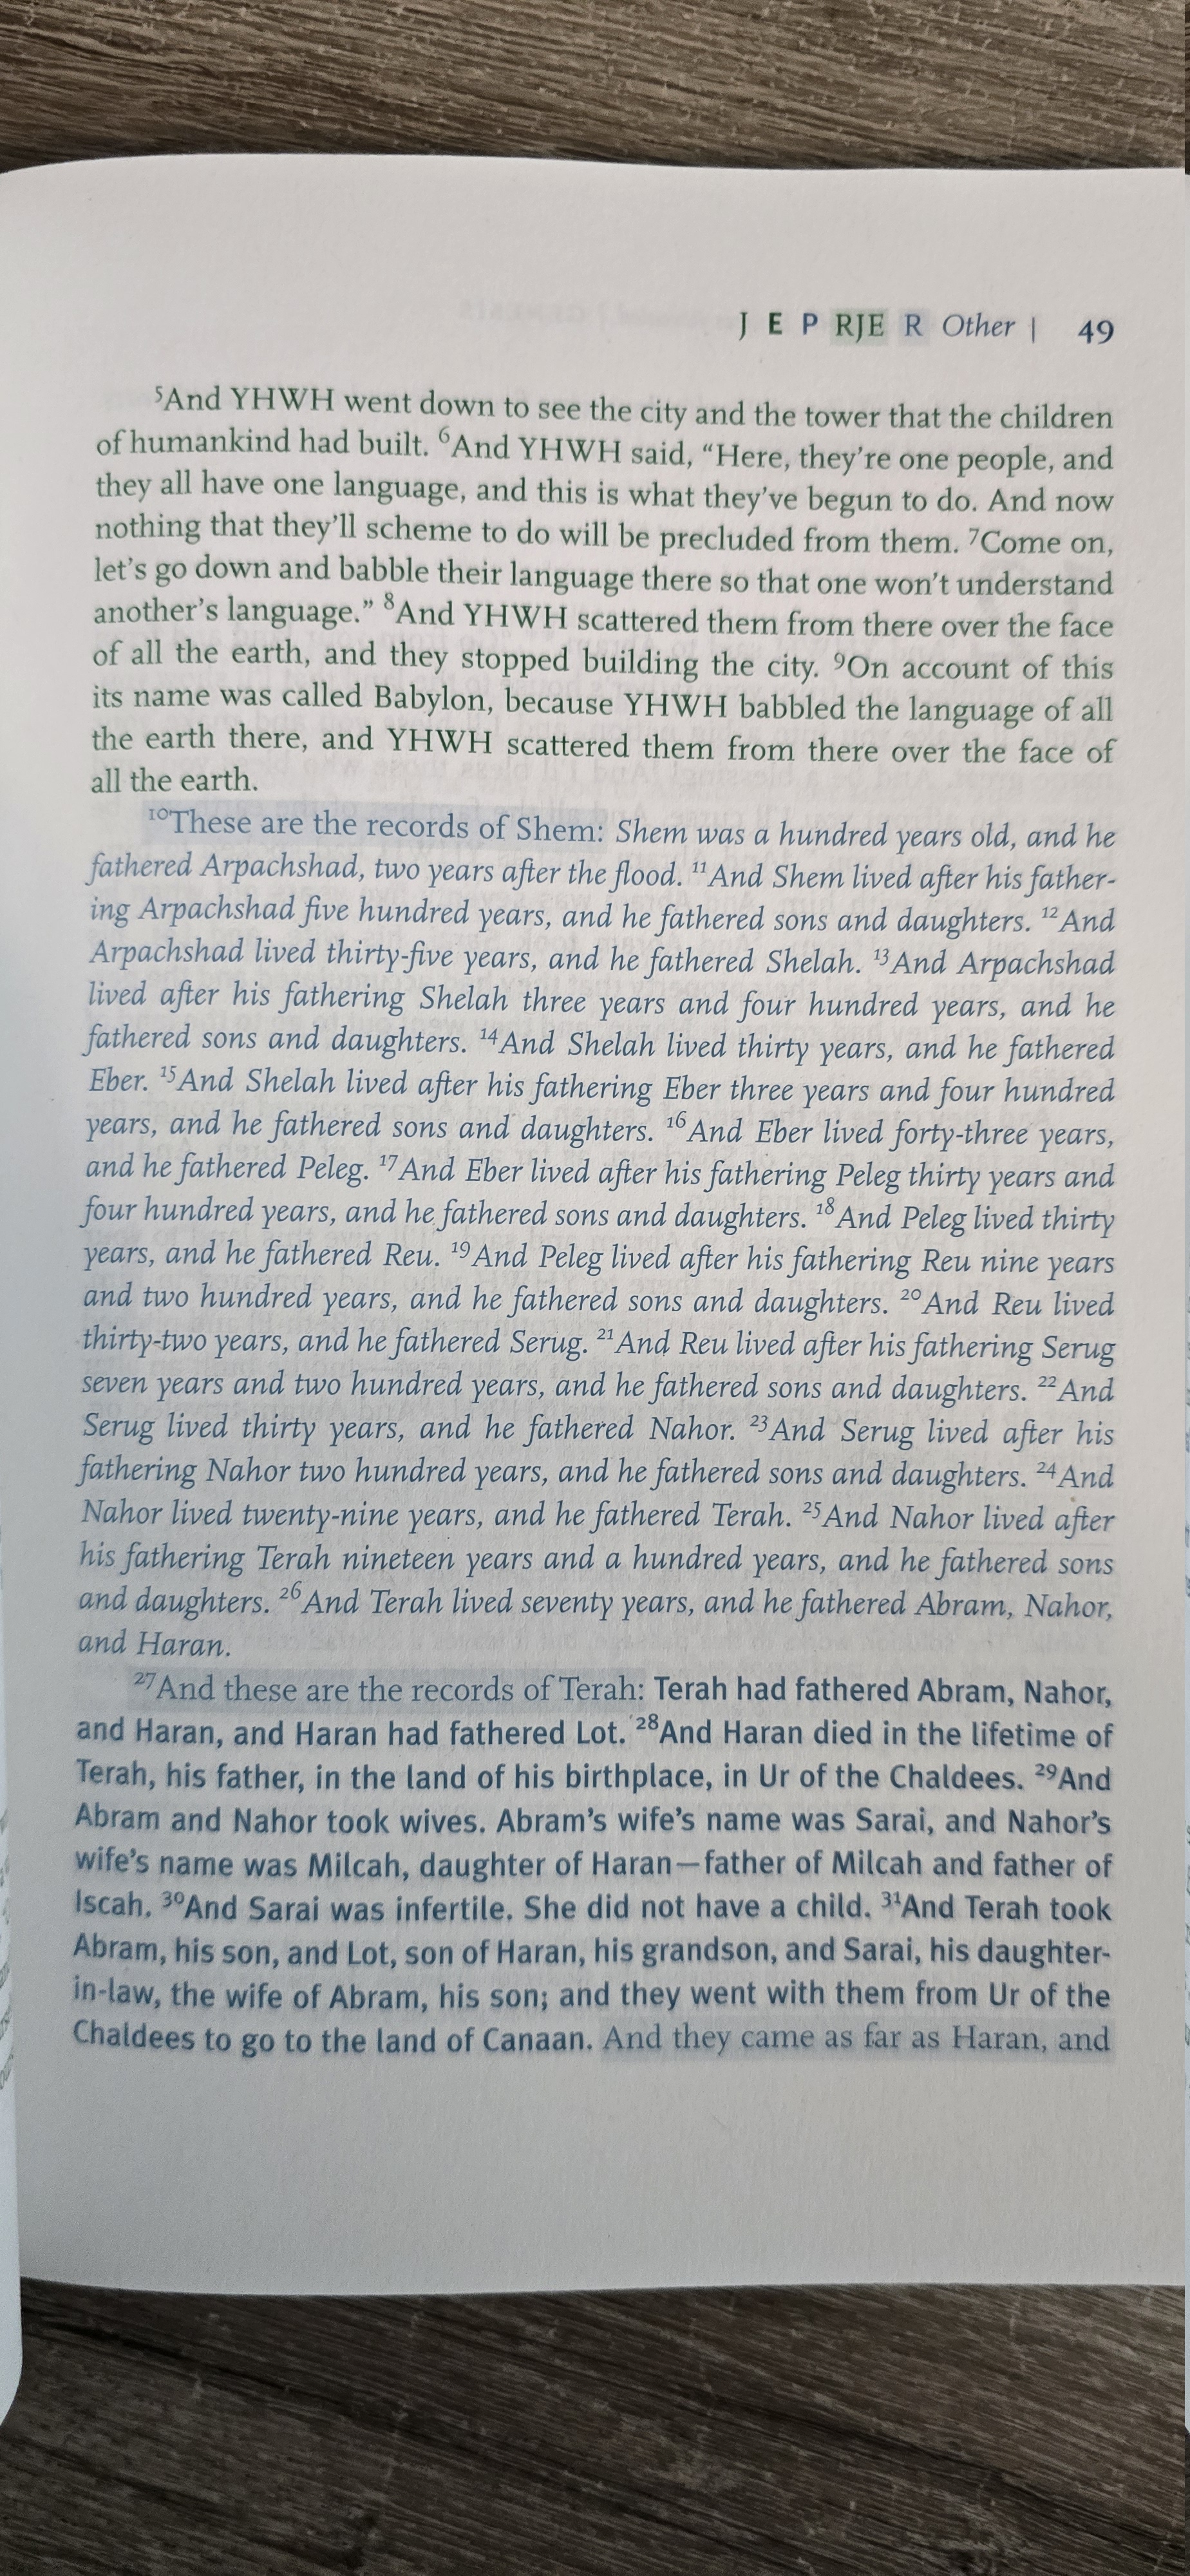 J E P RJE R Other | 49
⁵And YHWH went down to see the city and the tower that the children
of humankind had built. ⁶And YHWH said, “Here, they’re one people, and
they all have one language, and this is what they’ve begun to do. And now
nothing that they’ll scheme to do will be precluded from them. ⁷Come on,
let’s go down and babble their language there so that one won’t understand
another’s language.” ⁸And YHWH scattered them from there over the face
of all the earth, and they stopped building the city. ⁹On account of this
its name was called Babylon, because YHWH babbled the language of all
the earth there, and YHWH scattered them from there over the face of
all the earth.
¹⁰These are the records of Shem: Shem was a hundred years old, and he
fathered Arpachshad, two years after the flood. ¹¹And Shem lived after his father-
ing Arpachshad five hundred years, and he fathered sons and daughters. ¹²And
Arpachshad lived thirty-five years, and he fathered Shelah. ¹³And Arpachshad
lived after his fathering Shelah three years and four hundred years, and he
fathered sons and daughters. ¹⁴And Shelah lived thirty years, and he fathered
Eber. ¹⁵And Shelah lived after his fathering Eber three years and four hundred
years, and he fathered sons and daughters. ¹⁶And Eber lived forty-three years,
and he fathered Peleg. ¹⁷And Eber lived after his fathering Peleg thirty years and
four hundred years, and he fathered sons and daughters. ¹⁸And Peleg lived thirty
years, and he fathered Reu. ¹⁹And Peleg lived after his fathering Reu nine years
and two hundred years, and he fathered sons and daughters. ²⁰And Reu lived
thirty-two years, and he fathered Serug. ²¹And Reu lived after his fathering Serug
seven years and two hundred years, and he fathered sons and daughters. ²²And
Serug lived thirty years, and he fathered Nahor. ²³And Serug lived after his
fathering Nahor two hundred years, and he fathered sons and daughters. ²⁴And
Nahor lived twenty-nine years, and he fathered Terah. ²⁵And Nahor lived after
his fathering Terah nineteen years and a hundred years, and he fathered sons
and daughters. ²⁶And Terah lived seventy years, and he fathered Abram, Nahor,
and Haran.
²⁷And these are the records of Terah: Terah had fathered Abram, Nahor,
and Haran, and Haran had fathered Lot. ²⁸And Haran died in the lifetime of
Terah, his father, in the land of his birthplace, in Ur of the Chaldees. ²⁹And
Abram and Nahor took wives. Abram’s wife’s name was Sarai, and Nahor’s
wife’s name was Milcah, daughter of Haran—father of Milcah and father of
Iscah. ³⁰And Sarai was infertile. She did not have a child. ³¹And Terah took
Abram, his son, and Lot, son of Haran, his grandson, and Sarai, his daughter-
in-law, the wife of Abram, his son; and they went with them from Ur of the
Chaldees to go to the land of Canaan. And they came as far as Haran, and